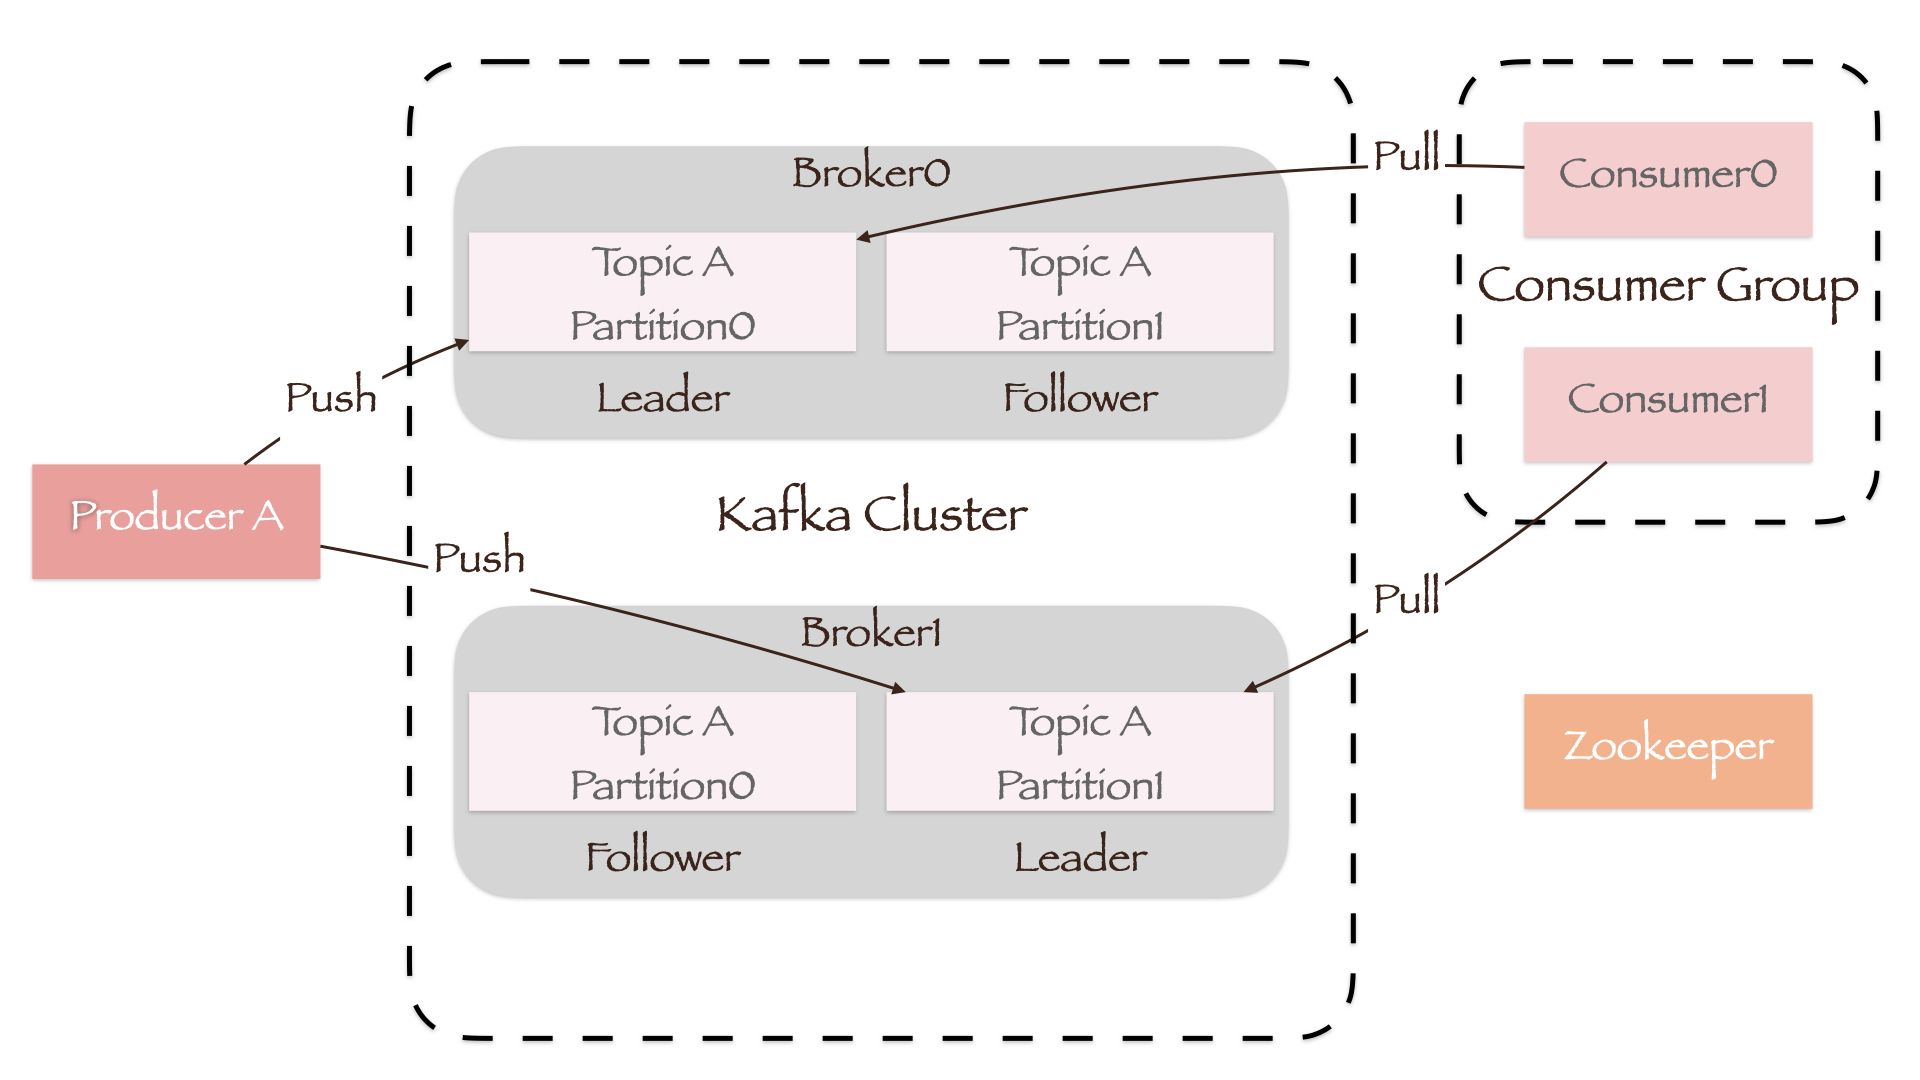 Broker0
Topic A
Partition0
Leader
Topic A
Partition1
Follower
Pull
Consumer0
Consumer Group
Consumer1
Push
Producer A
Push
Kafka Cluster
Pull
Broker1
Topic A
Partition0
Follower
Topic A
Partition1
Leader
Zookeeper